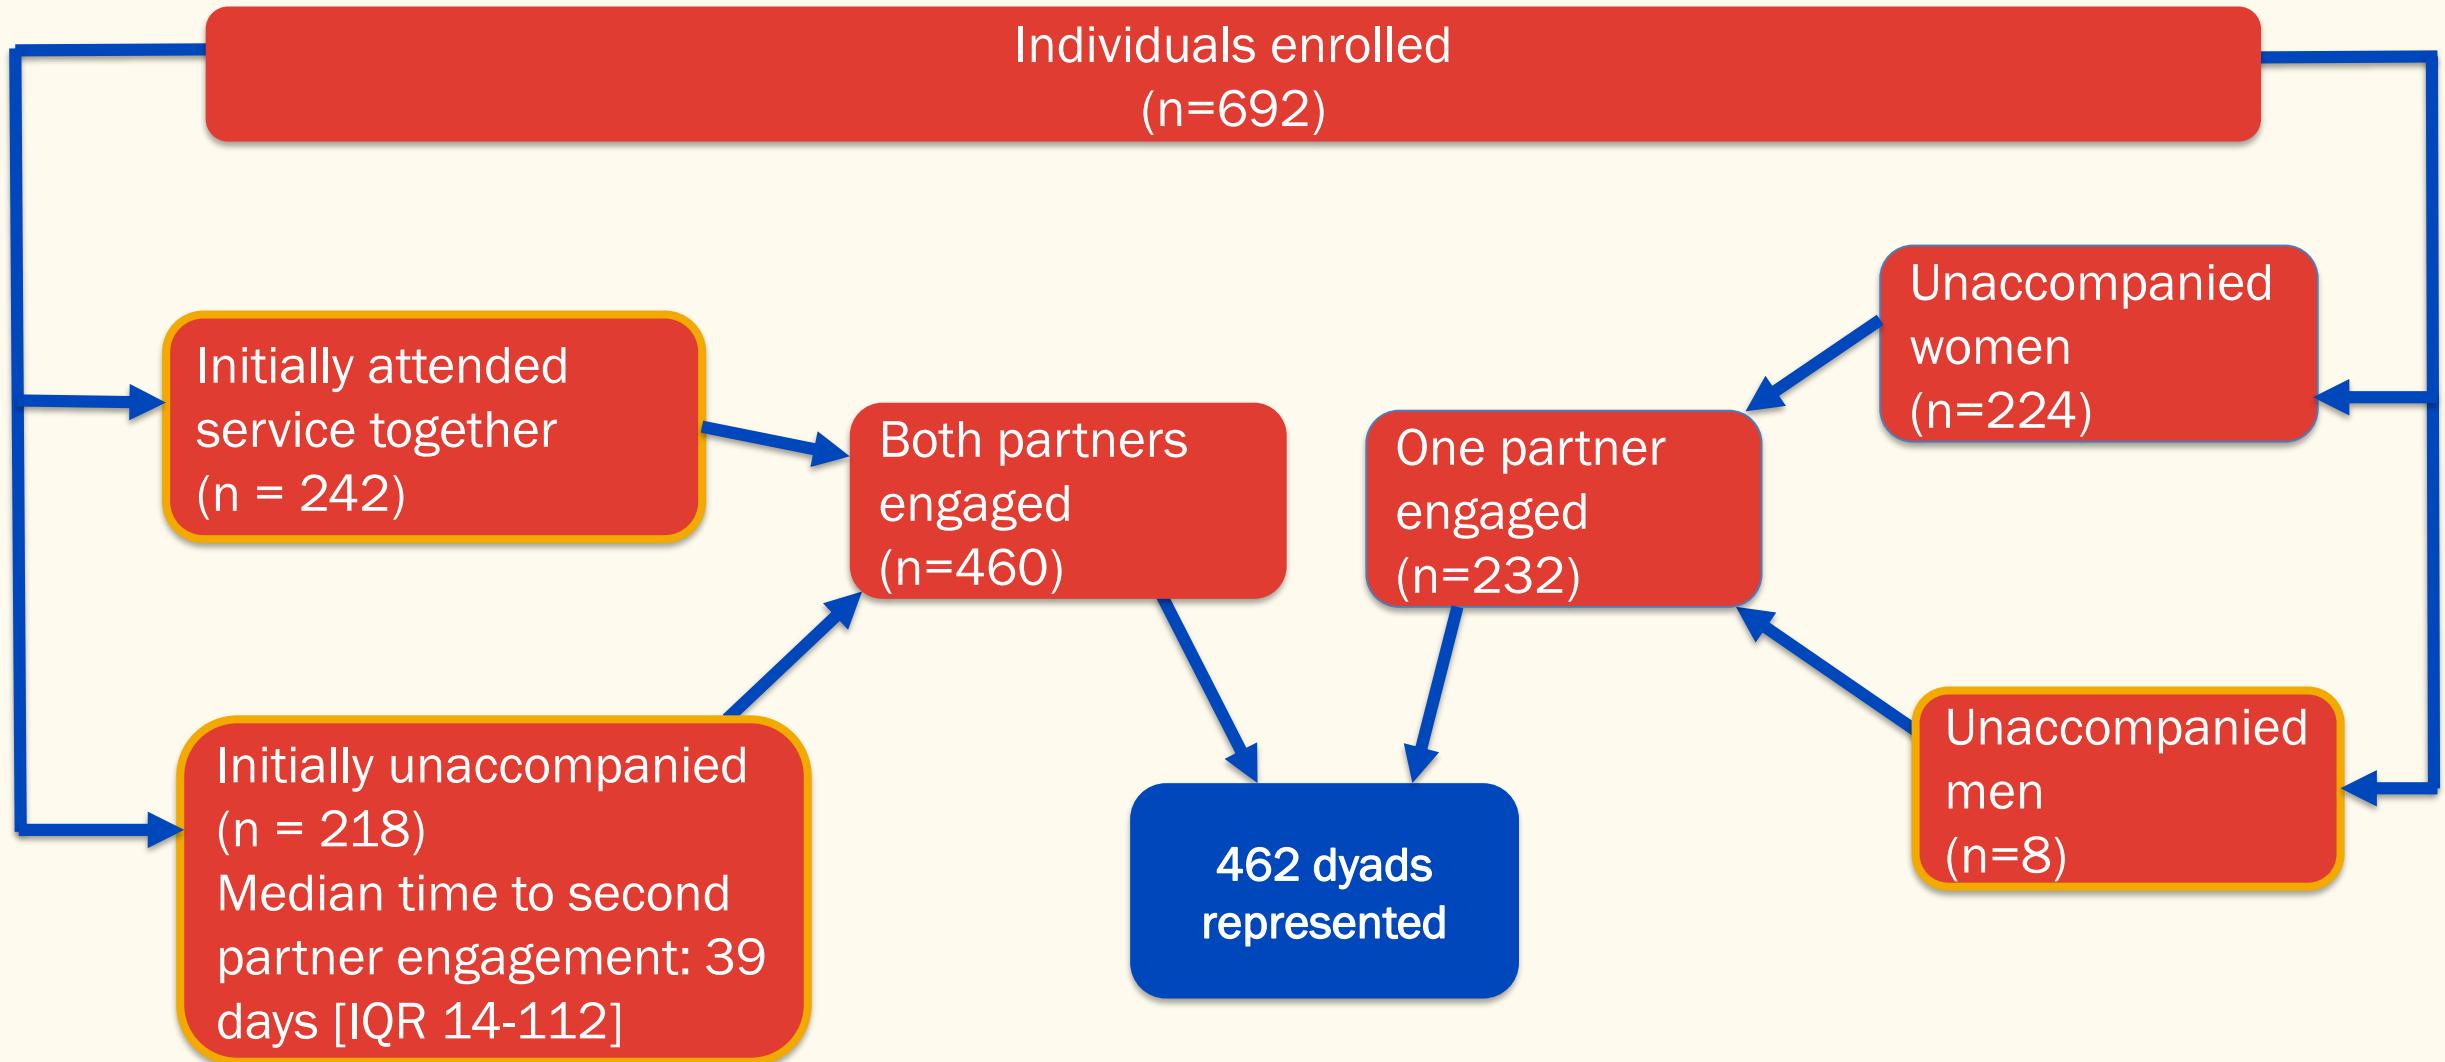 Individuals enrolled
(n=692)
Initially attended
service together
(n = 242)
Initially unaccompanied
(n = 218)
Median time to second
partner engagement: 39
days [IQR 14-112]
Both partners
engaged
(n=460)
One partner
engaged
(n=232)
Unaccompanied
women
(n=224)
Unaccompanied
men
(n=8)
462 dyads
represented